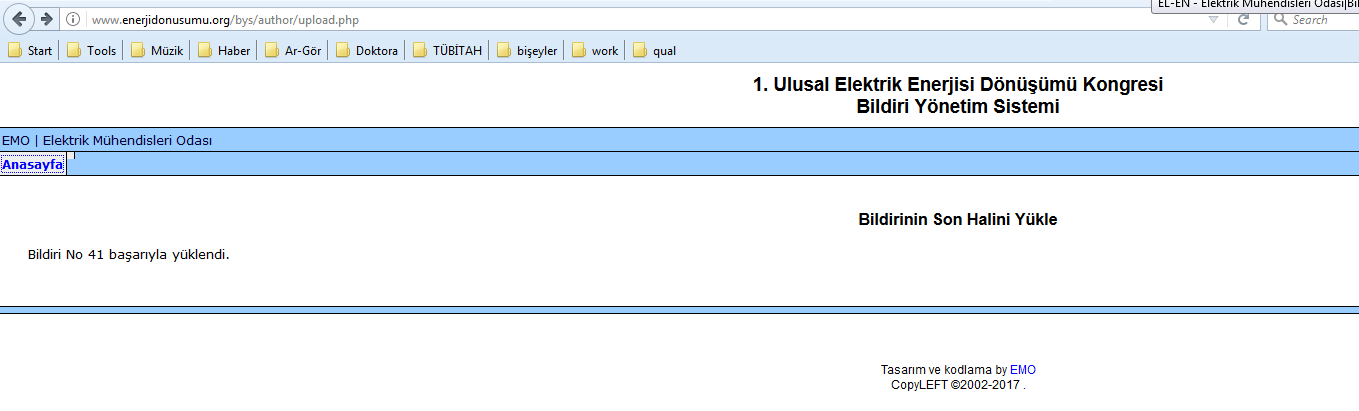 EL-EN - Elektrik Mühendisleri Odası|Bil
www.enerjidonusumu.org/bys/author/upload.php
Search
Start Tools Müzik Haber Ar-Gör Doktora TÜBİTAH bişeyler work qual
1. Ulusal Elektrik Enerjisi Dönüşümü Kongresi
Bildiri Yönetim Sistemi
EMO | Elektrik Mühendisleri Odası
Anasayfa
Bildirinin Son Halini Yükle
Bildiri No 41 başarıyla yüklendi.
Tasarım ve kodlama by EMO
CopyLEFT ©2002-2017 .